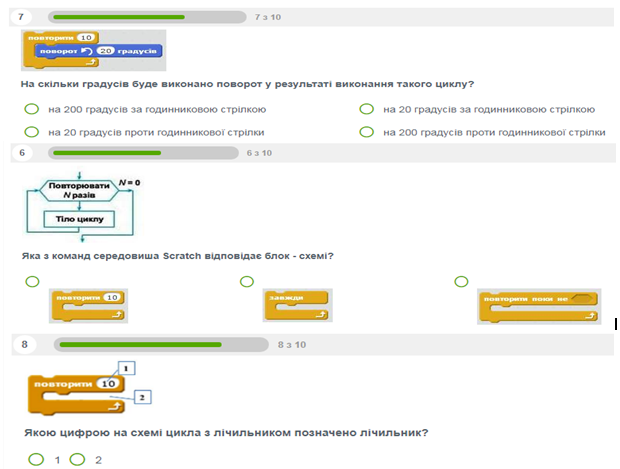 7 7 з 10
повторити 10
поворот 20 градусів
На скільки градусів буде виконано поворот у результаті виконання такого циклу?
на 200 градусів за годинниковою стрілкою на 20 градусів за годинниковою стрілкою
на 20 градусів проти годинникової стрілки на 200 градусів проти годинникової стрілки
6 6 з 10
Повторювати N = 0
N разів
Тіло циклу
Яка з команд середовиша Scratch відповідає блок - схемі?
повторити 10 завжди повторити поки не
8 8 з 10
1
повторити 10
2
Якою цифрою на схемі цикла з лічильником позначено лічильник?
1 2